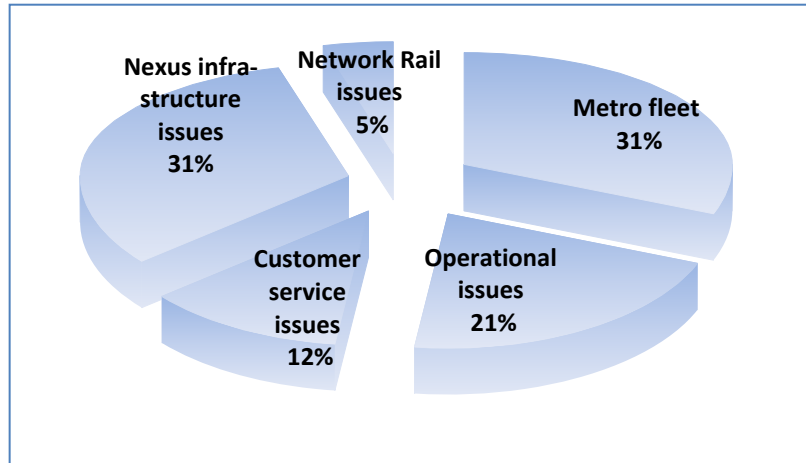 Nexus infra-
structure
issues
31%
Network Rail
issues
5%
Metro fleet
31%
Customer
service
issues
12%
Operational
issues
21%